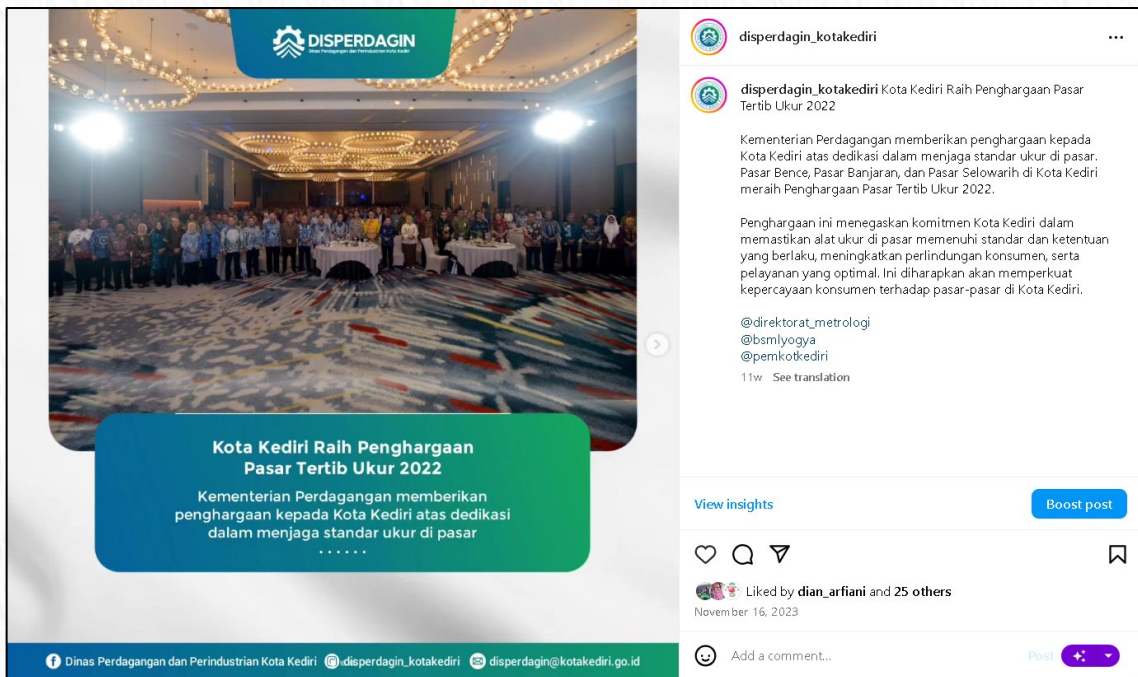 DISPERDAGIN
Dinas Perdagangan dan Perindustrian Kota Kediri
Kota Kediri Raih Penghargaan
Pasar Tertib Ukur 2022
Kementerian Perdagangan memberikan
penghargaan kepada Kota Kediri atas dedikasi
dalam menjaga standar ukur di pasar
Dinas Perdagangan dan Perindustrian Kota Kediri disperdagin_kotakediri disperdagin@kotakediri.go.id
disperdagin_kotakediri
disperdagin_kotakediri Kota Kediri Raih Penghargaan Pasar
Tertib Ukur 2022
Kementerian Perdagangan memberikan penghargaan kepada
Kota Kediri atas dedikasi dalam menjaga standar ukur di pasar.
Pasar Bence, Pasar Banjaran, dan Pasar Selowarih di Kota Kediri
meraih Penghargaan Pasar Tertib Ukur 2022.
Penghargaan ini menegaskan komitmen Kota Kediri dalam
memastikan alat ukur di pasar memenuhi standar dan ketentuan
yang berlaku, meningkatkan perlindungan konsumen, serta
pelayanan yang optimal. Ini diharapkan akan memperkuat
kepercayaan konsumen terhadap pasar-pasar di Kota Kediri.
@direktorat_metrologi
@bsmlyogya
@pemkotkediri
11w See translation
View insights
Boost post
Liked by dian_arfiani and 25 others
November 16, 2023
Add a comment...
Post